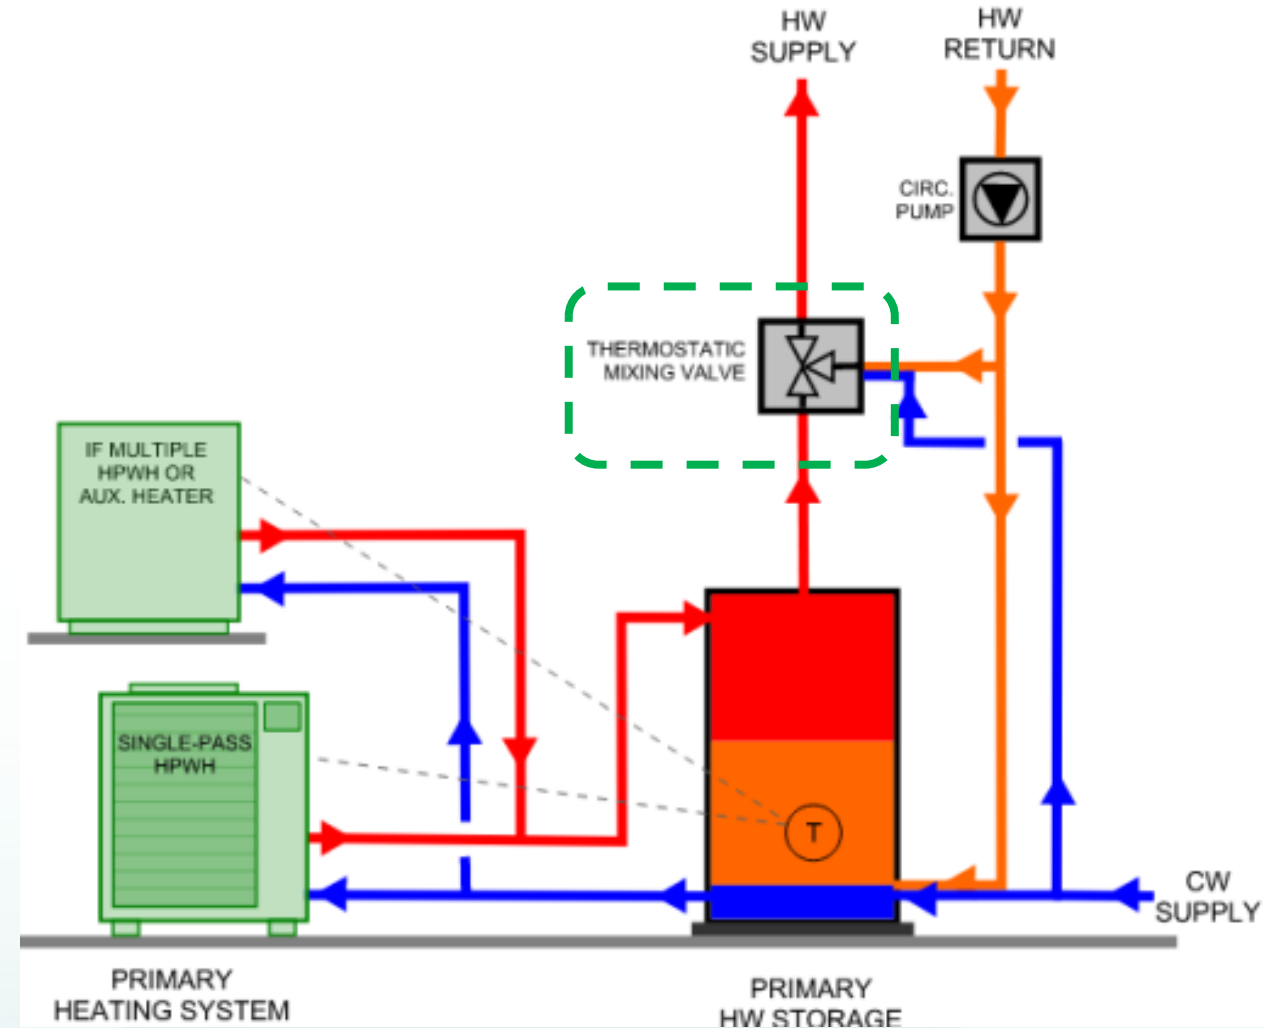 HW
SUPPLY
HW
RETURN
CIRC.
PUMP
THERMOSTATIC
MIXING VALVE
IF MULTIPLE
HPWH OR
AUX. HEATER
SINGLE-PASS
HPWH
T
CW
SUPPLY
PRIMARY
HEATING SYSTEM
PRIMARY
HW STORAGE